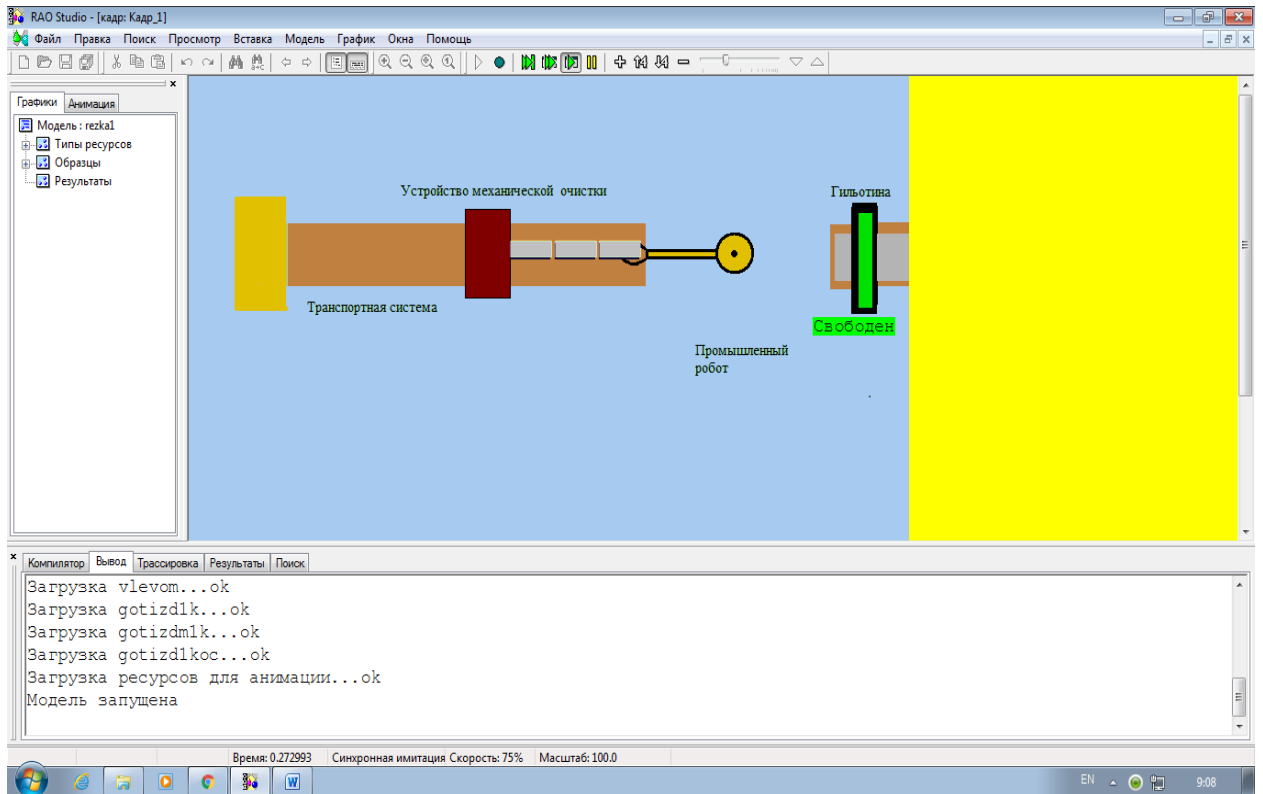 RAO Studio - [кадр: Кадр_1]
Файл Правка Поиск Просмотр Вставка Модель График Окна Помощь
Графики Анимация
Модель : rezka1
Типы ресурсов
Образцы
Результаты
Устройство механической очистки
Гильотина
Транспортная система
Свободен
Промышленный
робот
Компилятор Вывод Трассировка Результаты Поиск
Загрузка vlevom...ok
Загрузка gotizd1k...ok
Загрузка gotizdm1k...ok
Загрузка gotizd1koc...ok
Загрузка ресурсов для анимации...ok
Модель запущена
Время: 0.272993 Синхронная имитация Скорость: 75% Масштаб: 100.0
EN 9:08